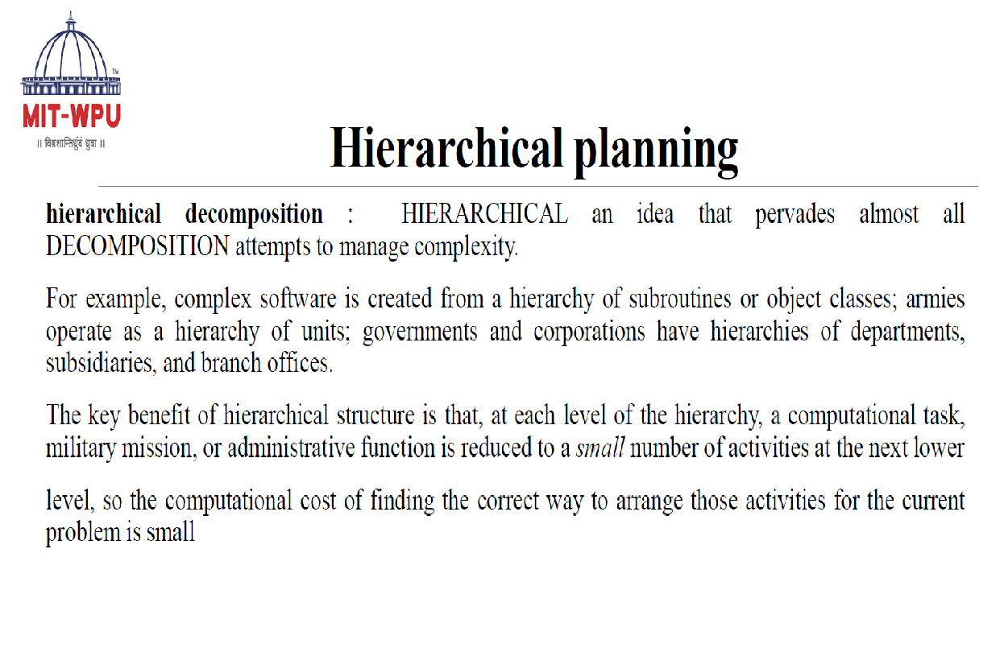 TM
MIT-WPU
॥ विश्वशान्तिर्धुवं धुवा ॥
Hierarchical planning
hierarchical decomposition : HIERARCHICAL an idea that pervades almost all
DECOMPOSITION attempts to manage complexity.
For example, complex software is created from a hierarchy of subroutines or object classes; armies
operate as a hierarchy of units; governments and corporations have hierarchies of departments,
subsidiaries, and branch offices.
The key benefit of hierarchical structure is that, at each level of the hierarchy, a computational task,
military mission, or administrative function is reduced to a small number of activities at the next lower
level, so the computational cost of finding the correct way to arrange those activities for the current
problem is small